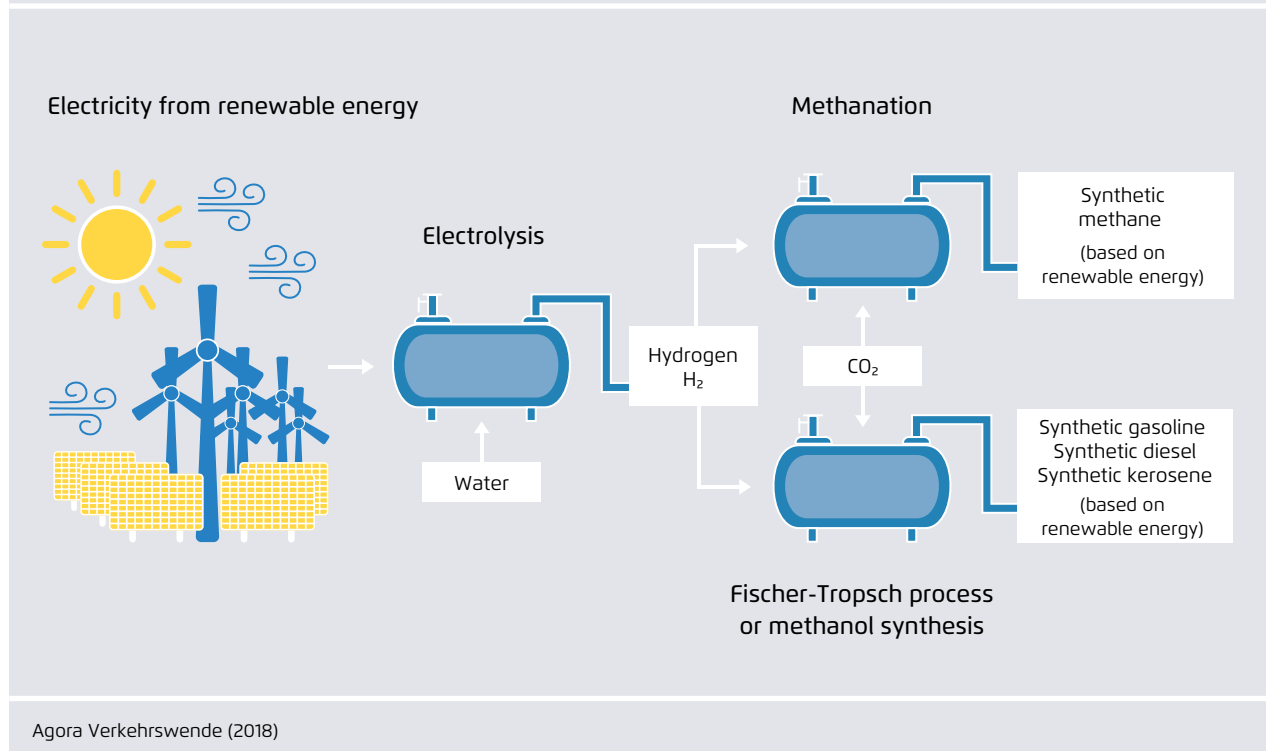 Electricity from renewable energy
Methanation
Electrolysis
Water
Hydrogen
H₂
CO₂
Synthetic
methane
(based on
renewable energy)
Synthetic gasoline
Synthetic diesel
Synthetic kerosene
(based on
renewable energy)
Fischer-Tropsch process
or methanol synthesis
Agora Verkehrswende (2018)